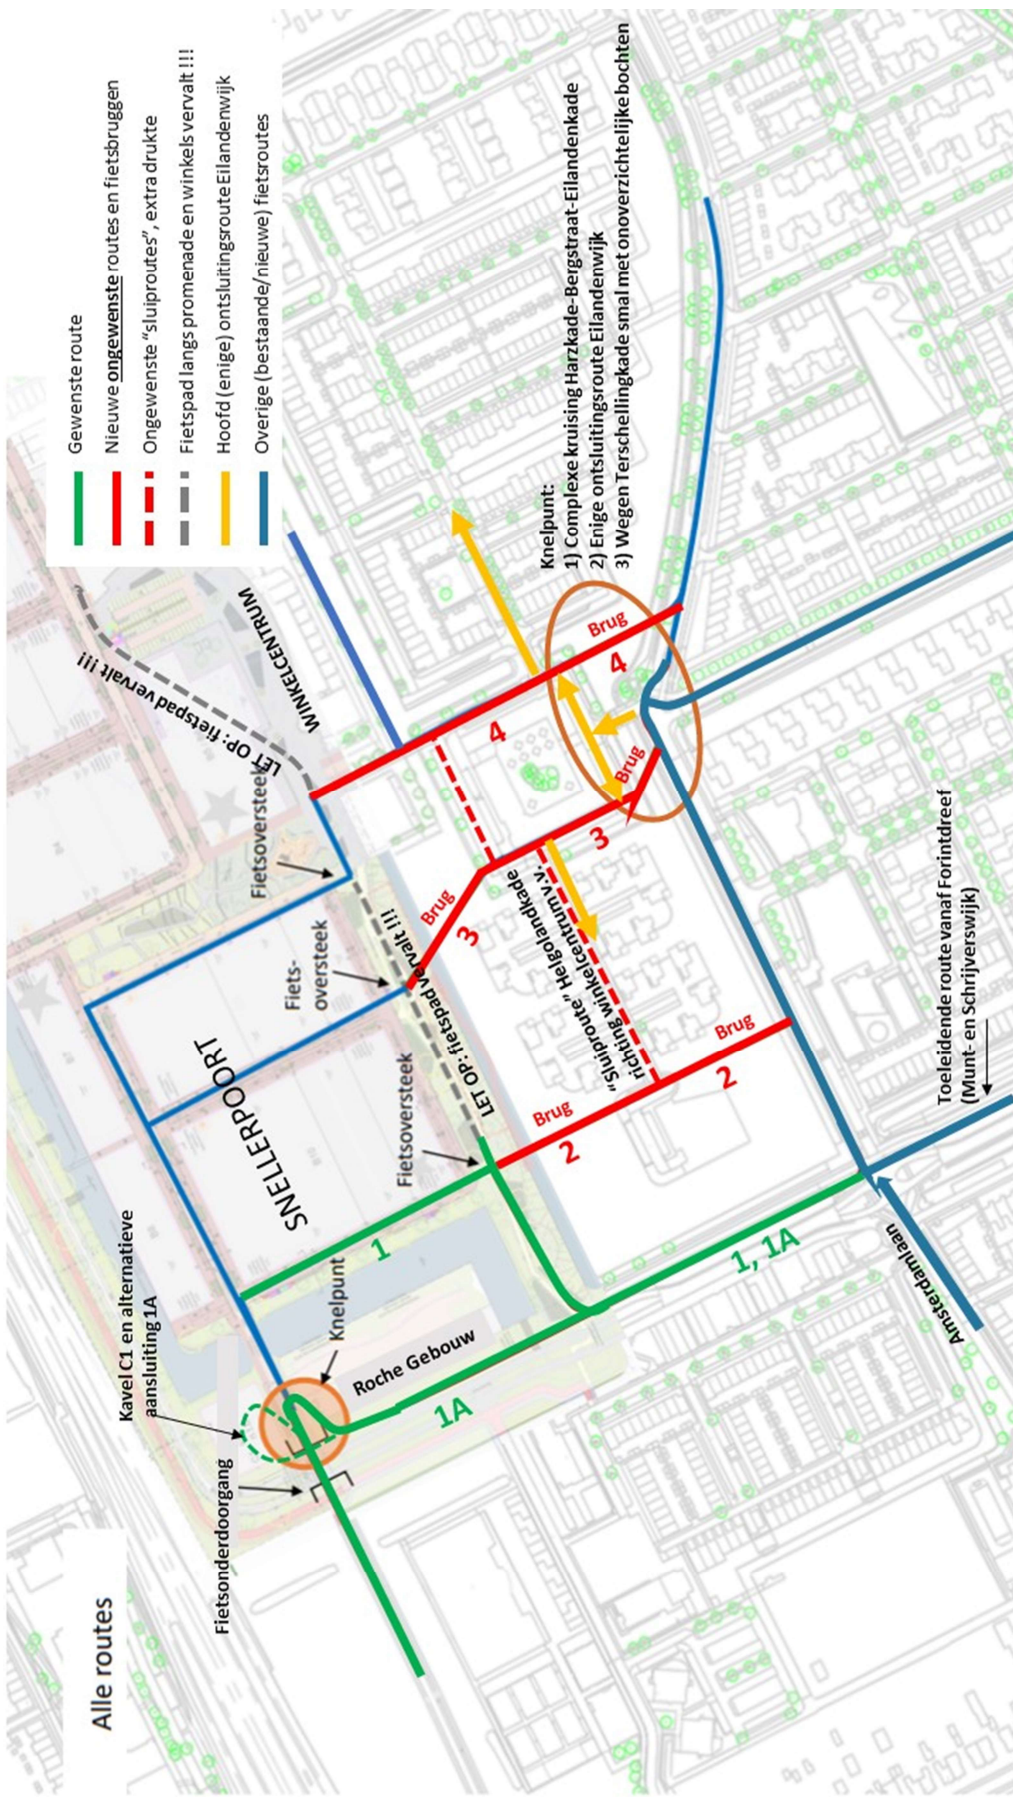 Alle routes
Gewenste route
Nieuwe ongewenste routes en fietsbruggen
Ongewenste "sluiproutes", extra drukte
Fietspad langs promenade en winkels vervalt !!!
Hoofd (enige) ontsluitingsroute Eilandenwijk
Overige (bestaande/nieuwe) fietsroutes
Kavel C1 en alternatieve
aansluiting 1A
Fietsonderdoorgang
Knelpunt
Roche Gebouw
SNELLERPOORT
WINKELCENTRUM
LET OP: fietspad vervalt !!!
Fietsoversteek
Fiets-
oversteek
Fietsoversteek
LET OP: fietspad vervalt !!!
1
1A
1, 1A
Brug
2
Brug
2
Brug
3
3
Brug
4
4
Brug
"Sluiproute" Helgolandkade
richting winkelcentrum v.v.
Knelpunt:
1) Complexe kruising Harzkade-Bergstraat-Eilandenkade
2) Enige ontsluitingsroute Eilandenwijk
3) Wegen Terschellingkade smal met onoverzichtelijke bochten
Amsterdamlaan
Toeleidende route vanaf Forintdreef
(Munt- en Schrijverswijk)